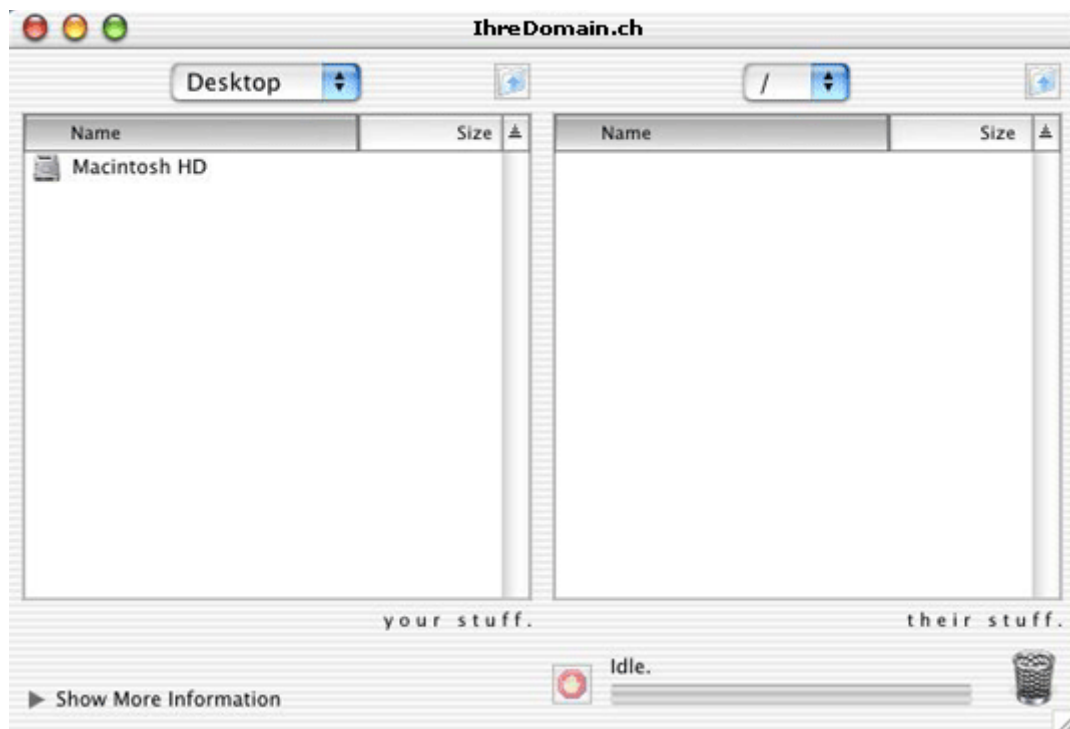 IhreDomain.ch
Desktop
/
Name Size
Name Size
Macintosh HD
your stuff.
their stuff.
Idle.
Show More Information